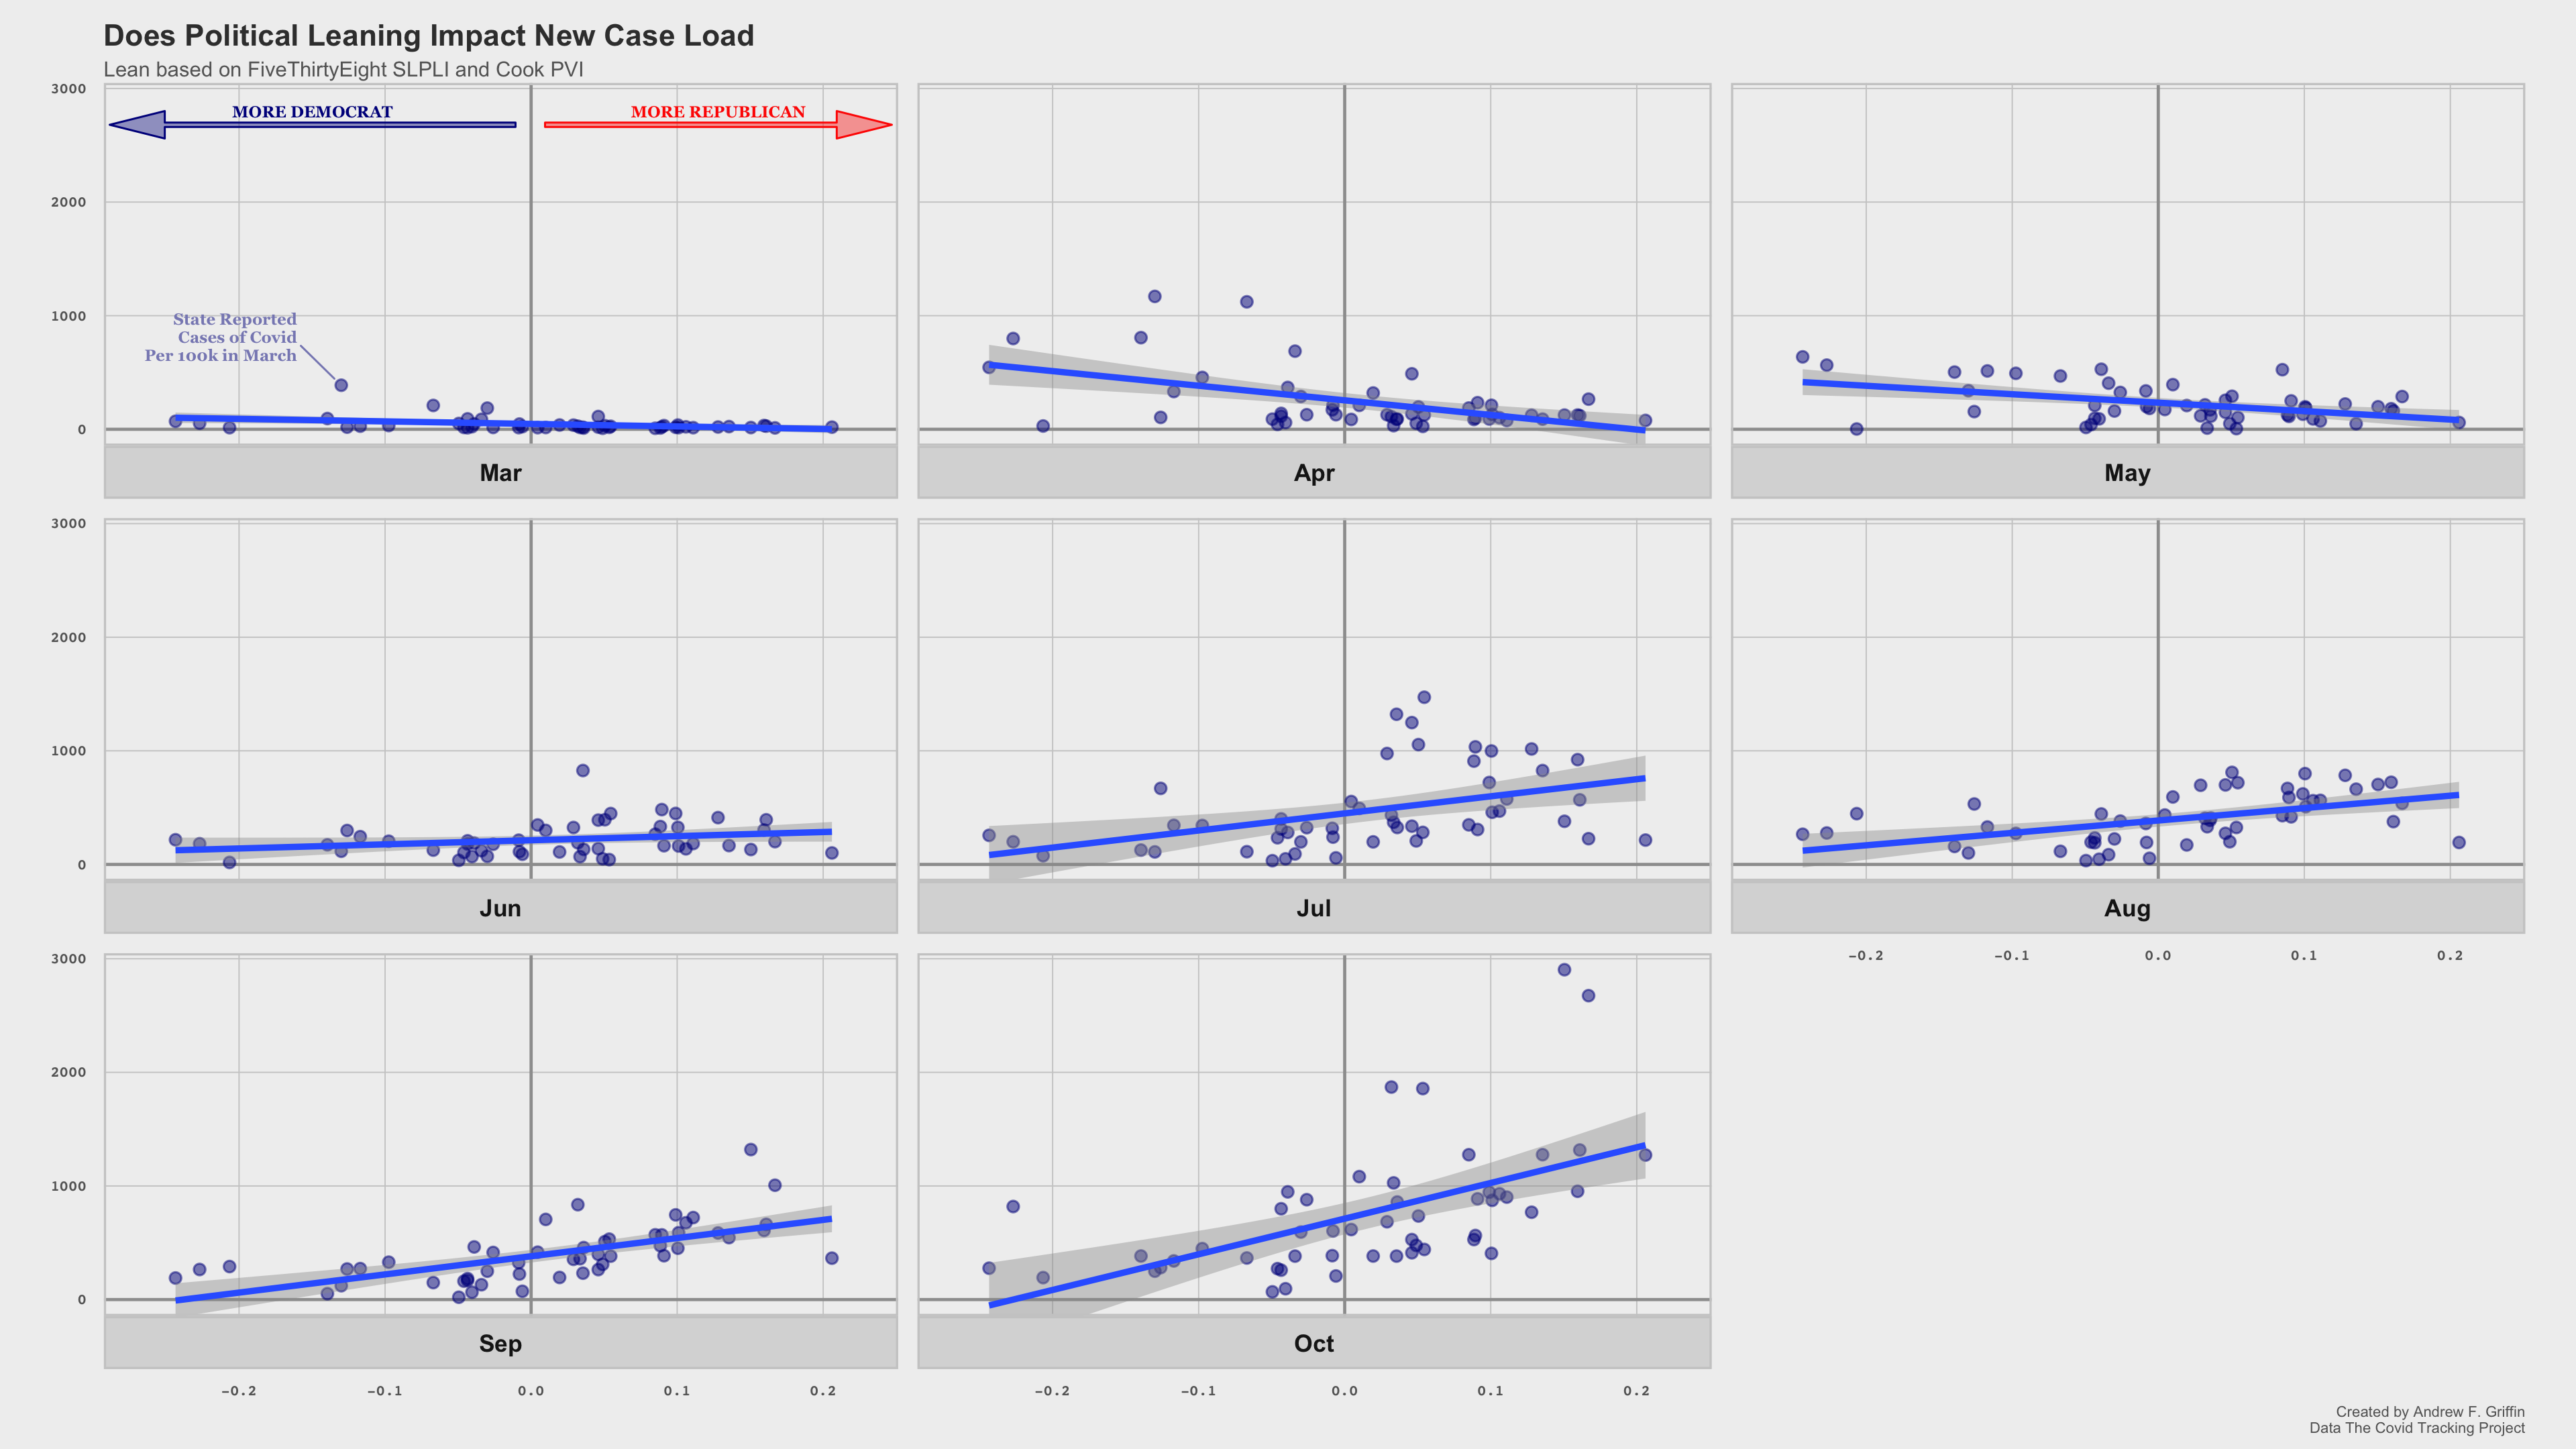 Does Political Leaning Impact New Case Load
Lean based on FiveThirtyEight SLPLI and Cook PVI
3000
2000
1000
0
MORE DEMOCRAT
MORE REPUBLICAN
State Reported
Cases of Covid
Per 100k in March
Mar
Apr
May
3000
2000
1000
0
Jun
Jul
Aug
-0.2 -0.1 0.0 0.1 0.2
3000
2000
1000
0
Sep
Oct
-0.2 -0.1 0.0 0.1 0.2
-0.2 -0.1 0.0 0.1 0.2
Created by Andrew F. Griffin
Data The Covid Tracking Project